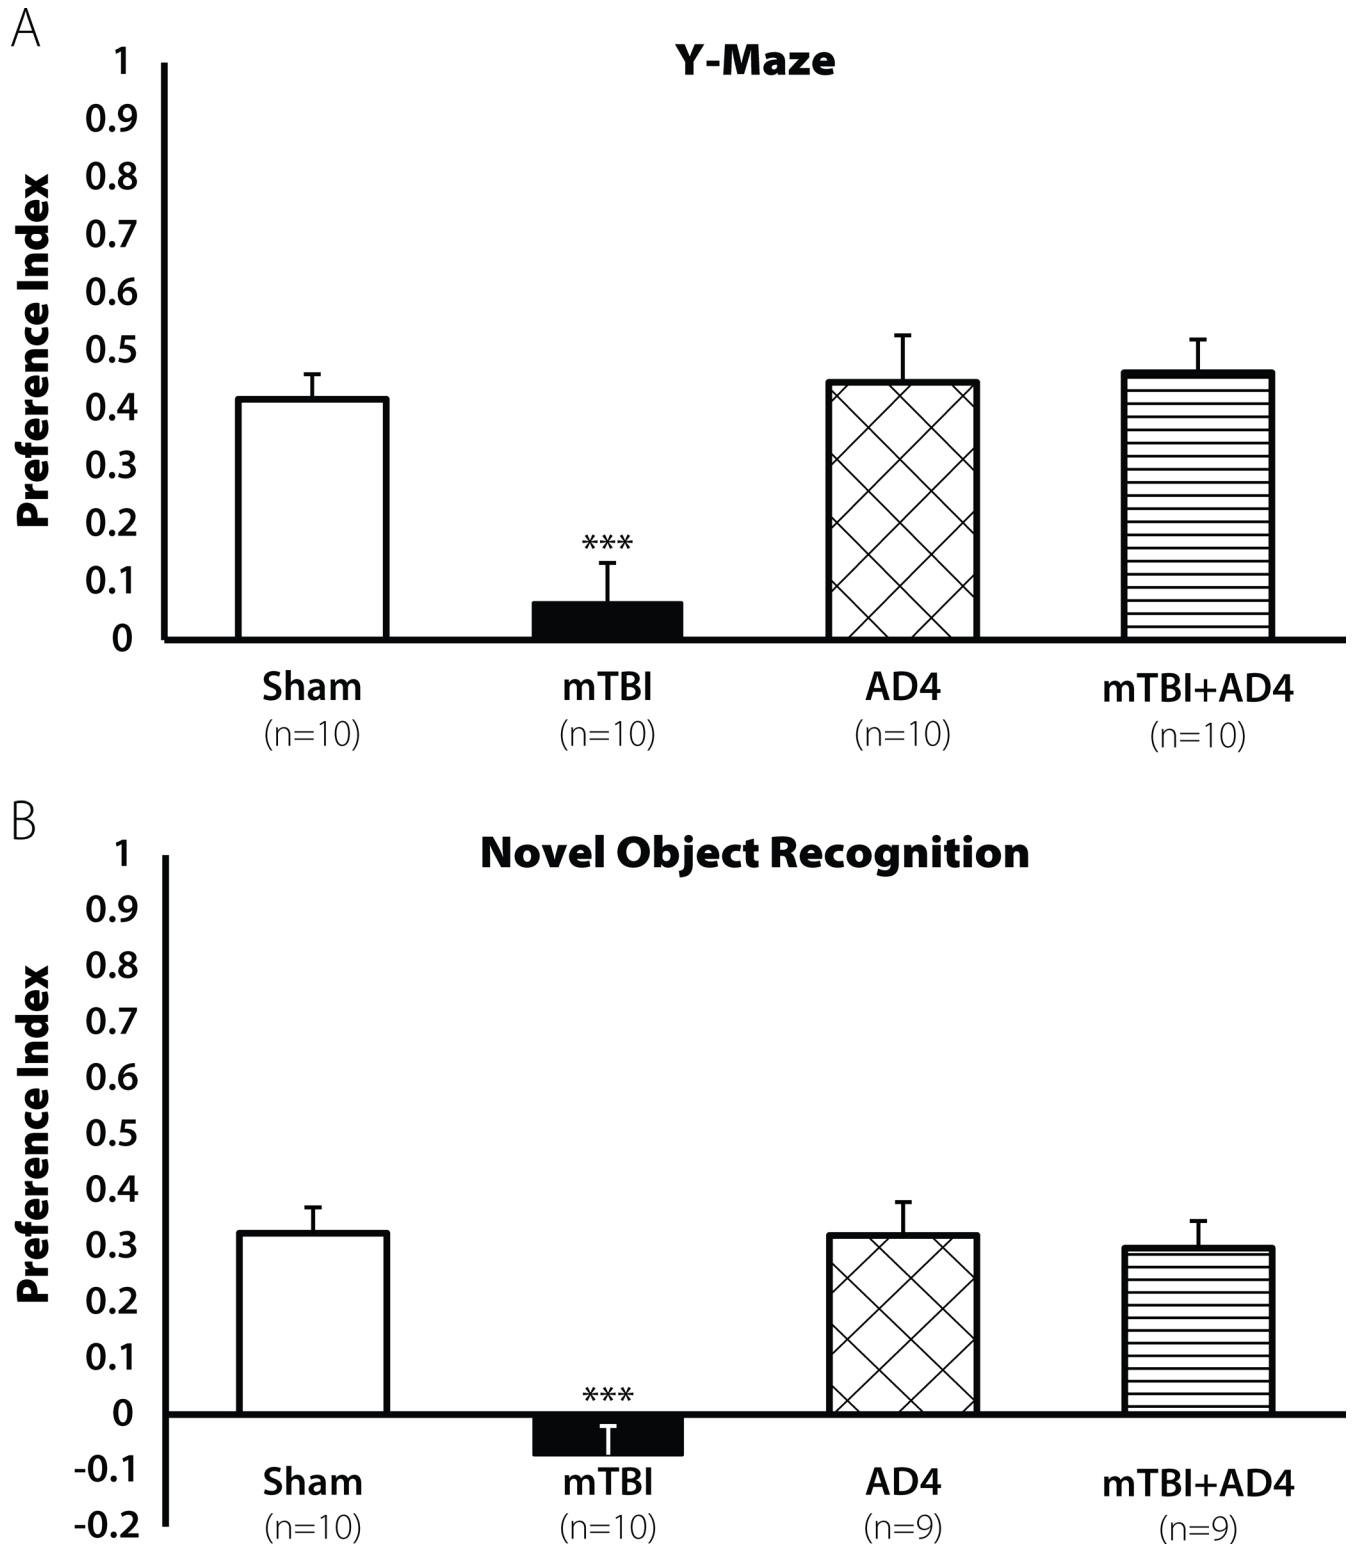 A
Y-Maze
Preference Index
1
0.9
0.8
0.7
0.6
0.5
0.4
0.3
0.2
0.1
0
***
Sham
(n=10)
mTBI
(n=10)
AD4
(n=10)
mTBI+AD4
(n=10)
B
Novel Object Recognition
Preference Index
1
0.9
0.8
0.7
0.6
0.5
0.4
0.3
0.2
0.1
0
-0.1
-0.2
***
Sham
(n=10)
mTBI
(n=10)
AD4
(n=9)
mTBI+AD4
(n=9)